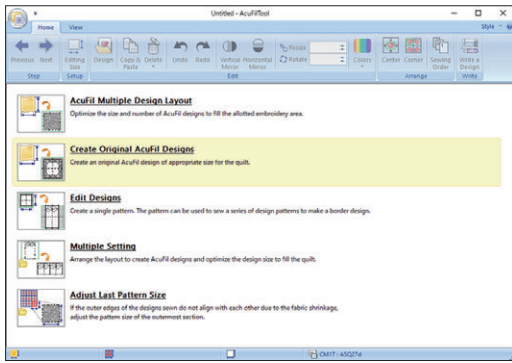 Untitled - AcuFilTool
Home View Style
Previous Next Editing Size Design Copy & Paste Delete Undo Redo Vertical Mirror Horizontal Mirror Resize Rotate Colors Center Corner Sewing Order Write a Design
Step Setup Edit Arrange Write
AcuFil Multiple Design Layout
Optimize the size and number of AcuFil designs to fill the allotted embroidery area.
Create Original AcuFil Designs
Create an original AcuFil design of appropriate size for the quilt.
Edit Designs
Create a single pattern. The pattern can be used to sew a series of design patterns to make a border design.
Multiple Setting
Arrange the layout to create AcuFil designs and optimize the design size to fill the quilt.
Adjust Last Pattern Size
If the outer edges of the designs sewn do not align with each other due to the fabric shrinkage,
adjust the pattern size of the outermost section.
CM17 : ASQ27d